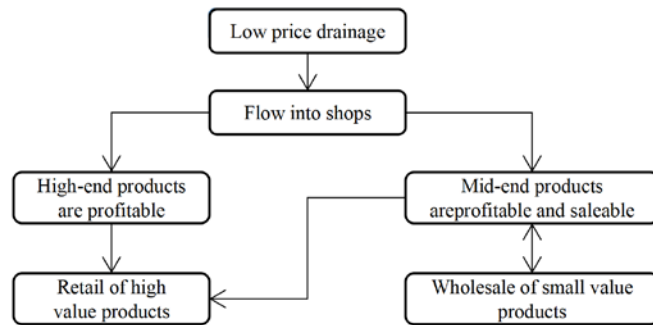 Low price drainage
Flow into shops
High-end products
are profitable
Mid-end products
areprofitable and saleable
Retail of high
value products
Wholesale of small value
products